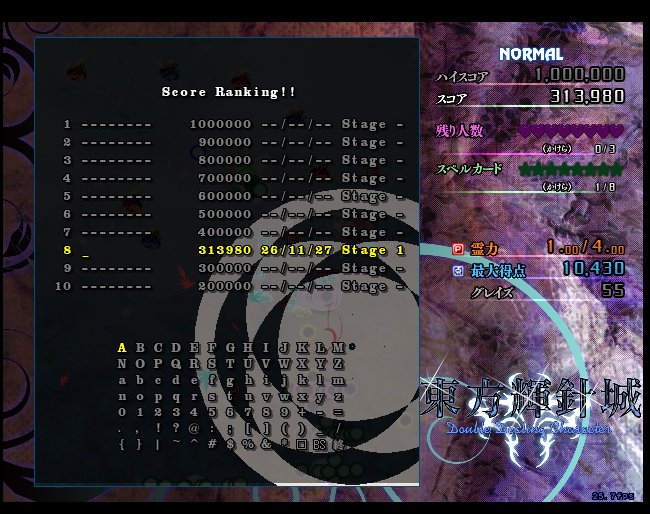 Score Ranking!!
1 -------- 1000000 --/--/-- Stage -
2 -------- 900000 --/--/-- Stage -
3 -------- 800000 --/--/-- Stage -
4 -------- 700000 --/--/-- Stage -
5 -------- 600000 --/--/-- Stage -
6 -------- 500000 --/--/-- Stage -
7 -------- 400000 --/--/-- Stage -
8 _ 313980 26/11/27 Stage 1
9 -------- 300000 --/--/-- Stage -
10 -------- 200000 --/--/-- Stage -
A B C D E F G H I J K L M
N O P Q R S T U V W X Y Z
a b c d e f g h i j k l m
n o p q r s t u v w x y z
0 1 2 3 4 5 6 7 8 9 + - =
. , ! ? @ : ; [ ] ( ) _ /
{ } | ~ ^ # $ % & * □ BS 終
NORMAL
ハイスコア 1,000,000
スコア 313,980
残り人数
(かけら) 0/3
スペルカード
(かけら) 1/8
P 霊力 1.00/4.00
最大得点 10,430
グレイズ 55
東方輝針城
Double Dealing Character